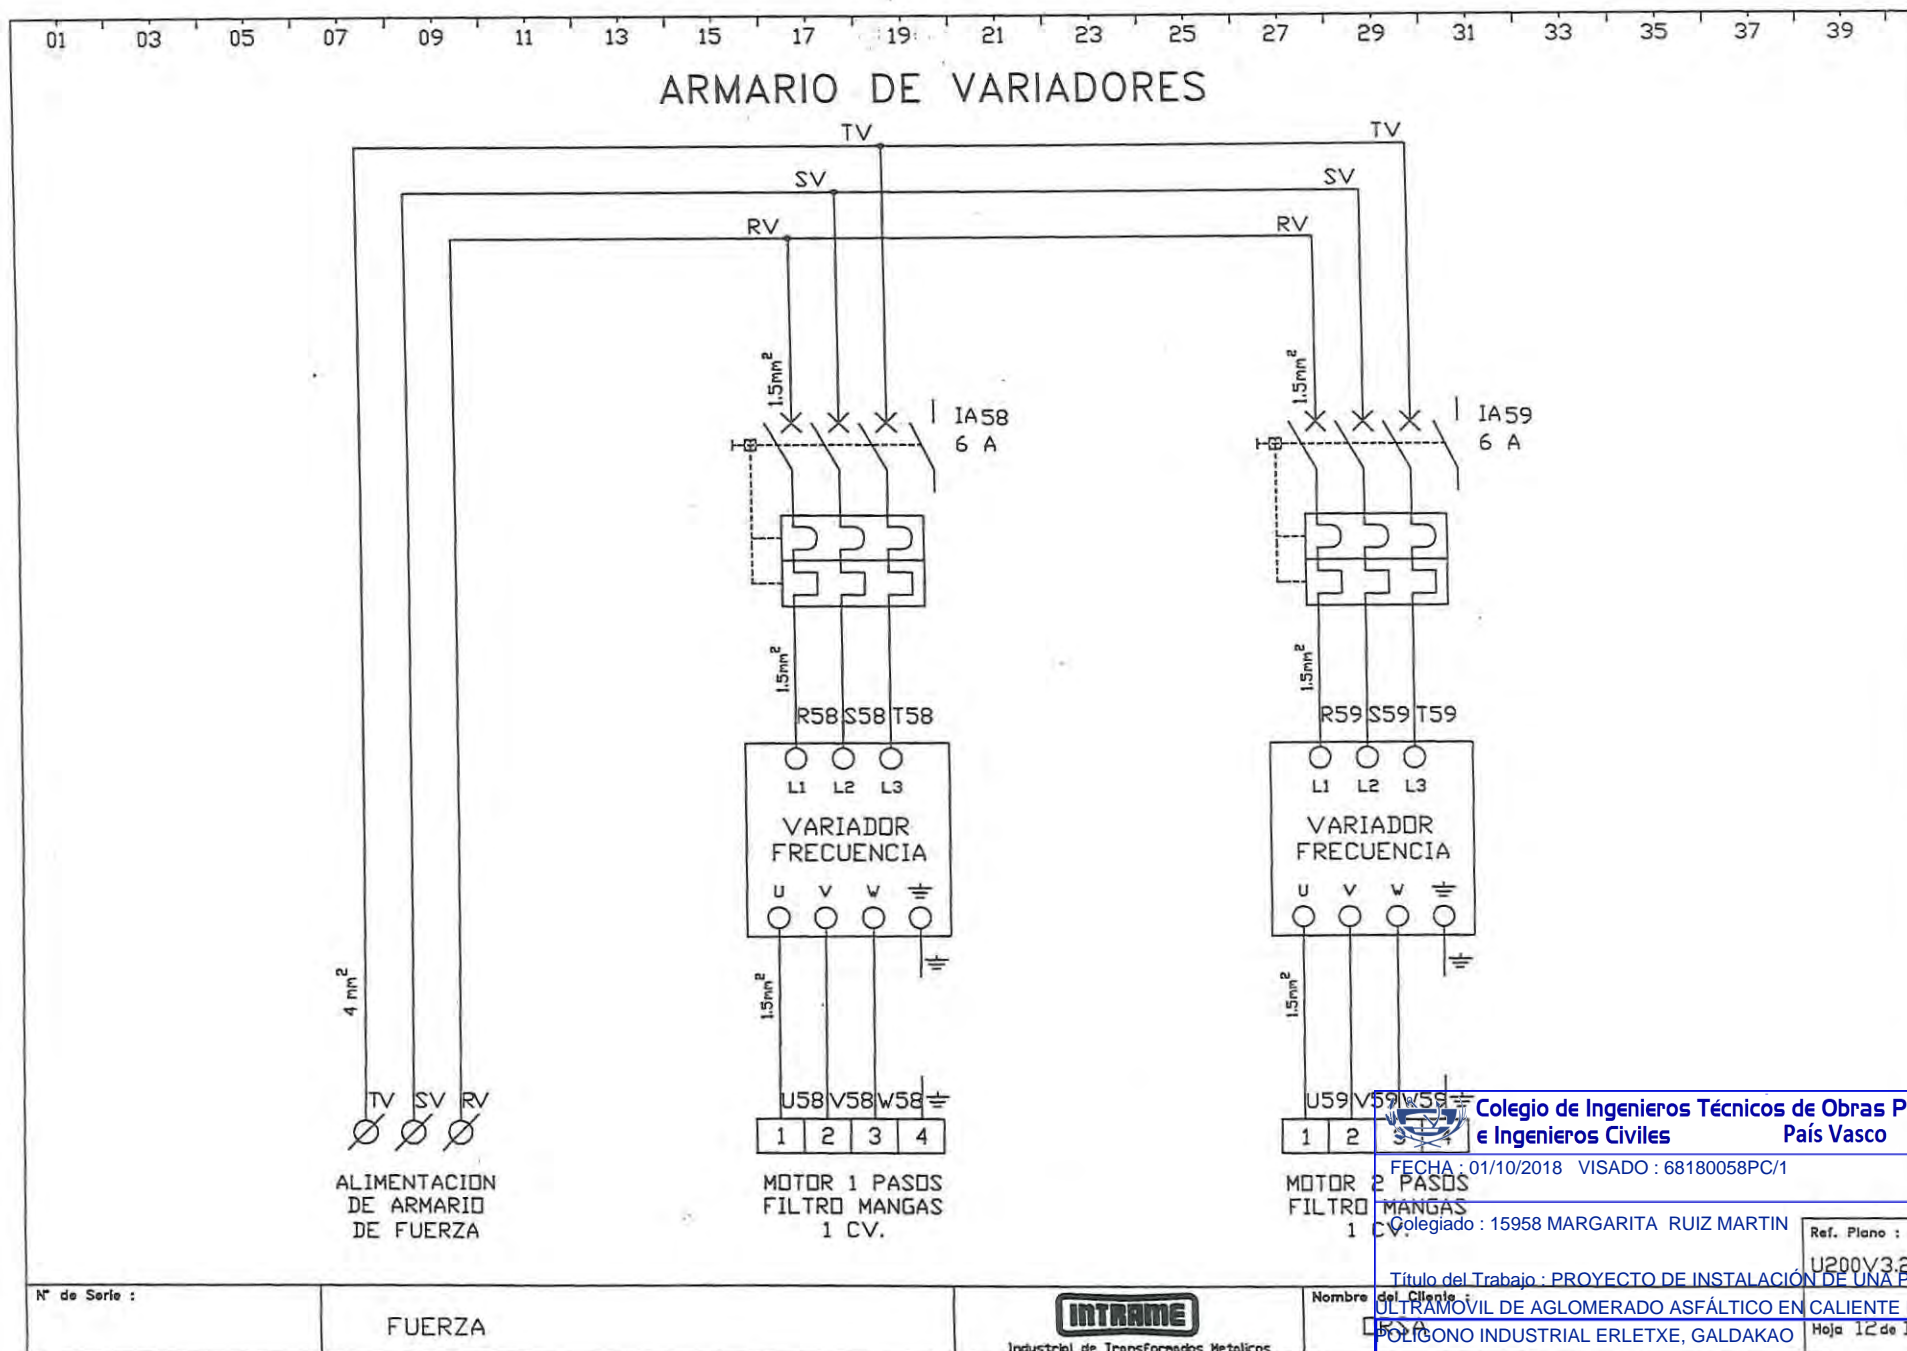 01 03 05 07 09 11 13 15 17 19 21 23 25 27 29 31 33 35 37 39
ARMARIO DE VARIADORES
TV TV
SV SV
RV RV
1.5mm² 1.5mm²
IA58 IA59
6 A 6 A
1.5mm² 1.5mm²
R58 S58 T58 R59 S59 T59
L1 L2 L3 L1 L2 L3
VARIADOR VARIADOR
FRECUENCIA FRECUENCIA
U V W U V W
4 mm² 1.5mm² 1.5mm²
TV SV RV U58 V58 W58 U59 V59 W59
1 2 3 4 1 2 3 4
ALIMENTACION
DE ARMARIO
DE FUERZA
MOTOR 1 PASOS
FILTRO MANGAS
1 CV.
MOTOR 2 PASOS
FILTRO MANGAS
1 CV.
Colegio de Ingenieros Técnicos de Obras P
e Ingenieros Civiles País Vasco
FECHA : 01/10/2018 VISADO : 68180058PC/1
Colegiado : 15958 MARGARITA RUIZ MARTIN
Título del Trabajo : PROYECTO DE INSTALACIÓN DE UNA P
ULTRAMOVIL DE AGLOMERADO ASFÁLTICO EN CALIENTE
POLIGONO INDUSTRIAL ERLETXE, GALDAKAO
Ref. Plano :
U200V3.2
Hoja 12 de 1
Nº de Serie :
FUERZA
INTRAME
Industrial de Transformados Metalicos
Nombre del Cliente :